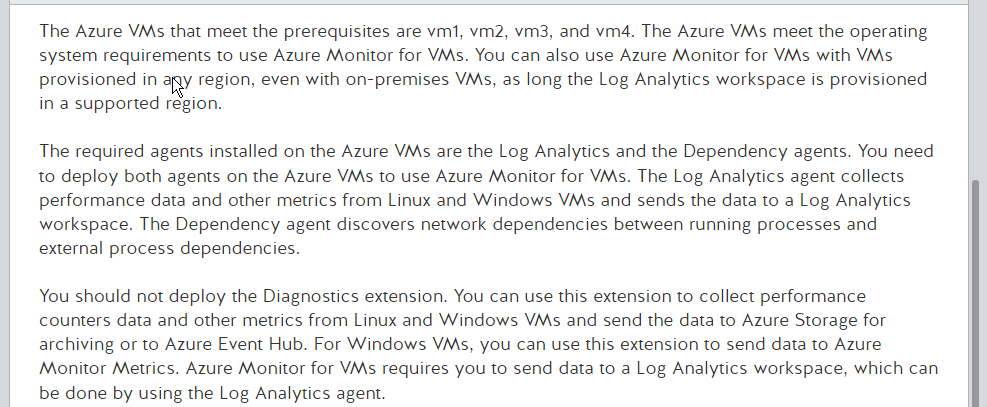 The Azure VMs that meet the prerequisites are vm1, vm2, vm3, and vm4. The Azure VMs meet the operating
system requirements to use Azure Monitor for VMs. You can also use Azure Monitor for VMs with VMs
provisioned in any region, even with on-premises VMs, as long the Log Analytics workspace is provisioned
in a supported region.
The required agents installed on the Azure VMs are the Log Analytics and the Dependency agents. You need
to deploy both agents on the Azure VMs to use Azure Monitor for VMs. The Log Analytics agent collects
performance data and other metrics from Linux and Windows VMs and sends the data to a Log Analytics
workspace. The Dependency agent discovers network dependencies between running processes and
external process dependencies.
You should not deploy the Diagnostics extension. You can use this extension to collect performance
counters data and other metrics from Linux and Windows VMs and send the data to Azure Storage for
archiving or to Azure Event Hub. For Windows VMs, you can use this extension to send data to Azure
Monitor Metrics. Azure Monitor for VMs requires you to send data to a Log Analytics workspace, which can
be done by using the Log Analytics agent.